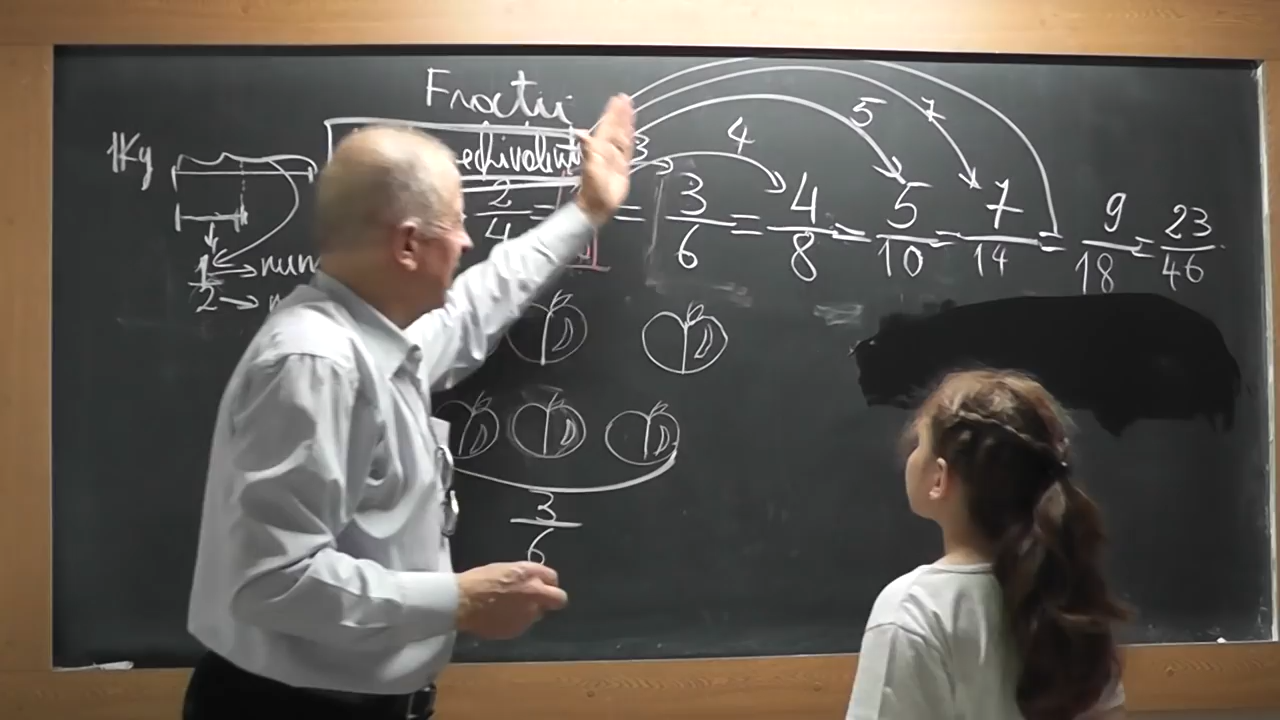 Fracții
echivalente
1Kg
3 4 5 7
2/4 = = 3/6 = 4/8 = 5/10 = 7/14 = 9/18 = 23/46
1 → num
2 →
3/6